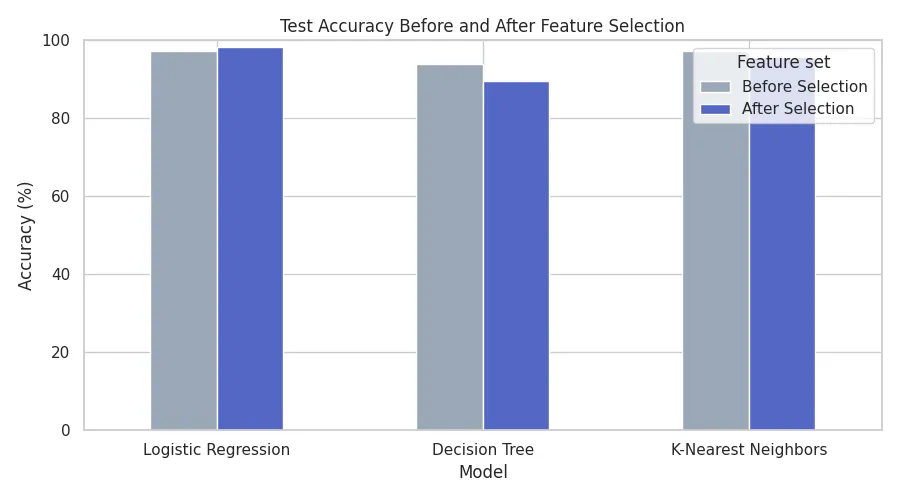 Test Accuracy Before and After Feature Selection
100
80
60
40
20
0
Accuracy (%)
Feature set
Before Selection
After Selection
Logistic Regression
Decision Tree
K-Nearest Neighbors
Model